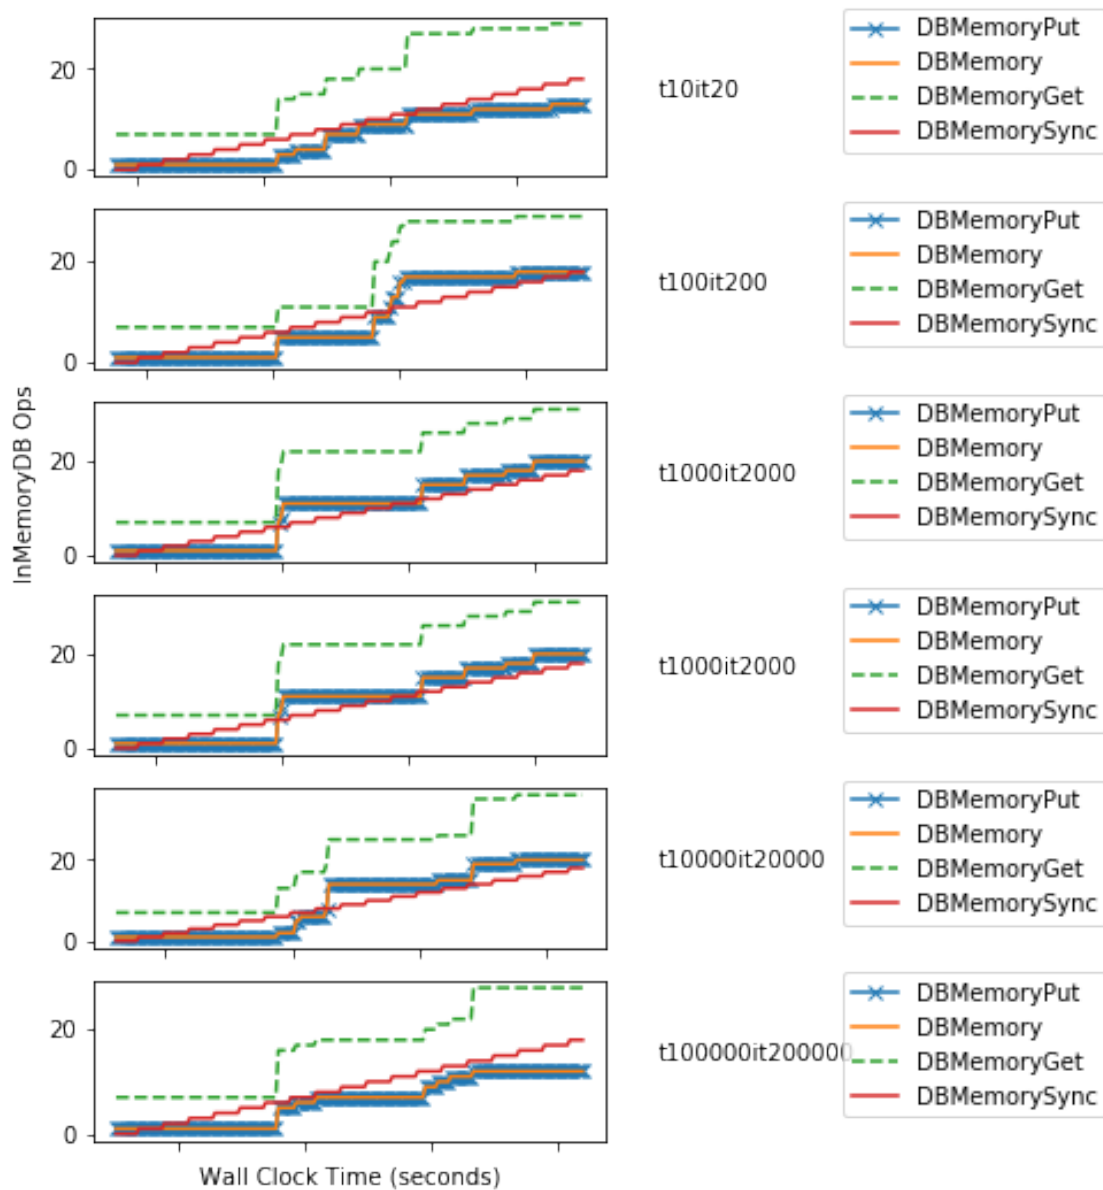 20
0
t10it20
DBMemoryPut
DBMemory
DBMemoryGet
DBMemorySync
20
0
t100it200
DBMemoryPut
DBMemory
DBMemoryGet
DBMemorySync
InMemoryDB Ops
20
0
t1000it2000
DBMemoryPut
DBMemory
DBMemoryGet
DBMemorySync
20
0
t1000it2000
DBMemoryPut
DBMemory
DBMemoryGet
DBMemorySync
20
0
t10000it20000
DBMemoryPut
DBMemory
DBMemoryGet
DBMemorySync
20
0
t100000it200000
DBMemoryPut
DBMemory
DBMemoryGet
DBMemorySync
Wall Clock Time (seconds)